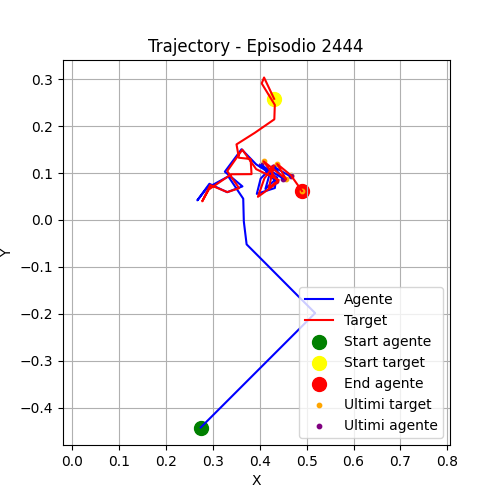 Trajectory - Episodio 2444
0.3
0.2
0.1
0.0
−0.1
−0.2
−0.3
−0.4
Y
0.0 0.1 0.2 0.3 0.4 0.5 0.6 0.7 0.8
X
Agente
Target
Start agente
Start target
End agente
Ultimi target
Ultimi agente